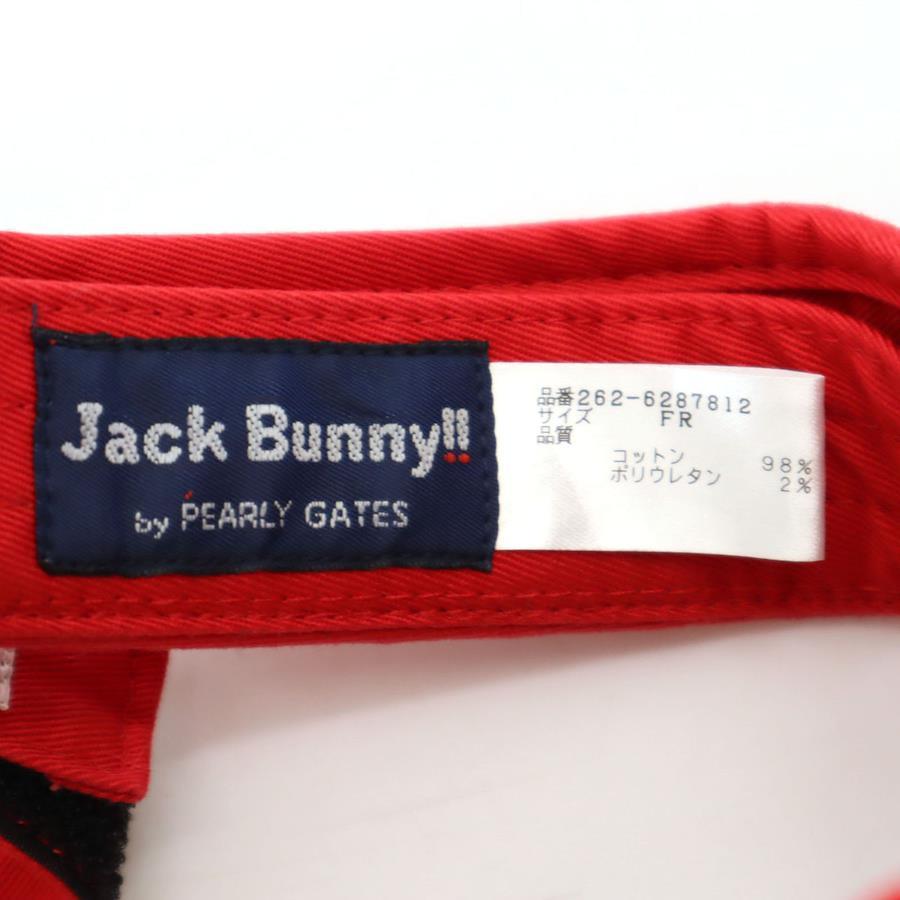 Jack Bunny!!
by PEARLY GATES
品番262-6287812
サイズ FR
品質
コットン 98%
ポリウレタン 2%